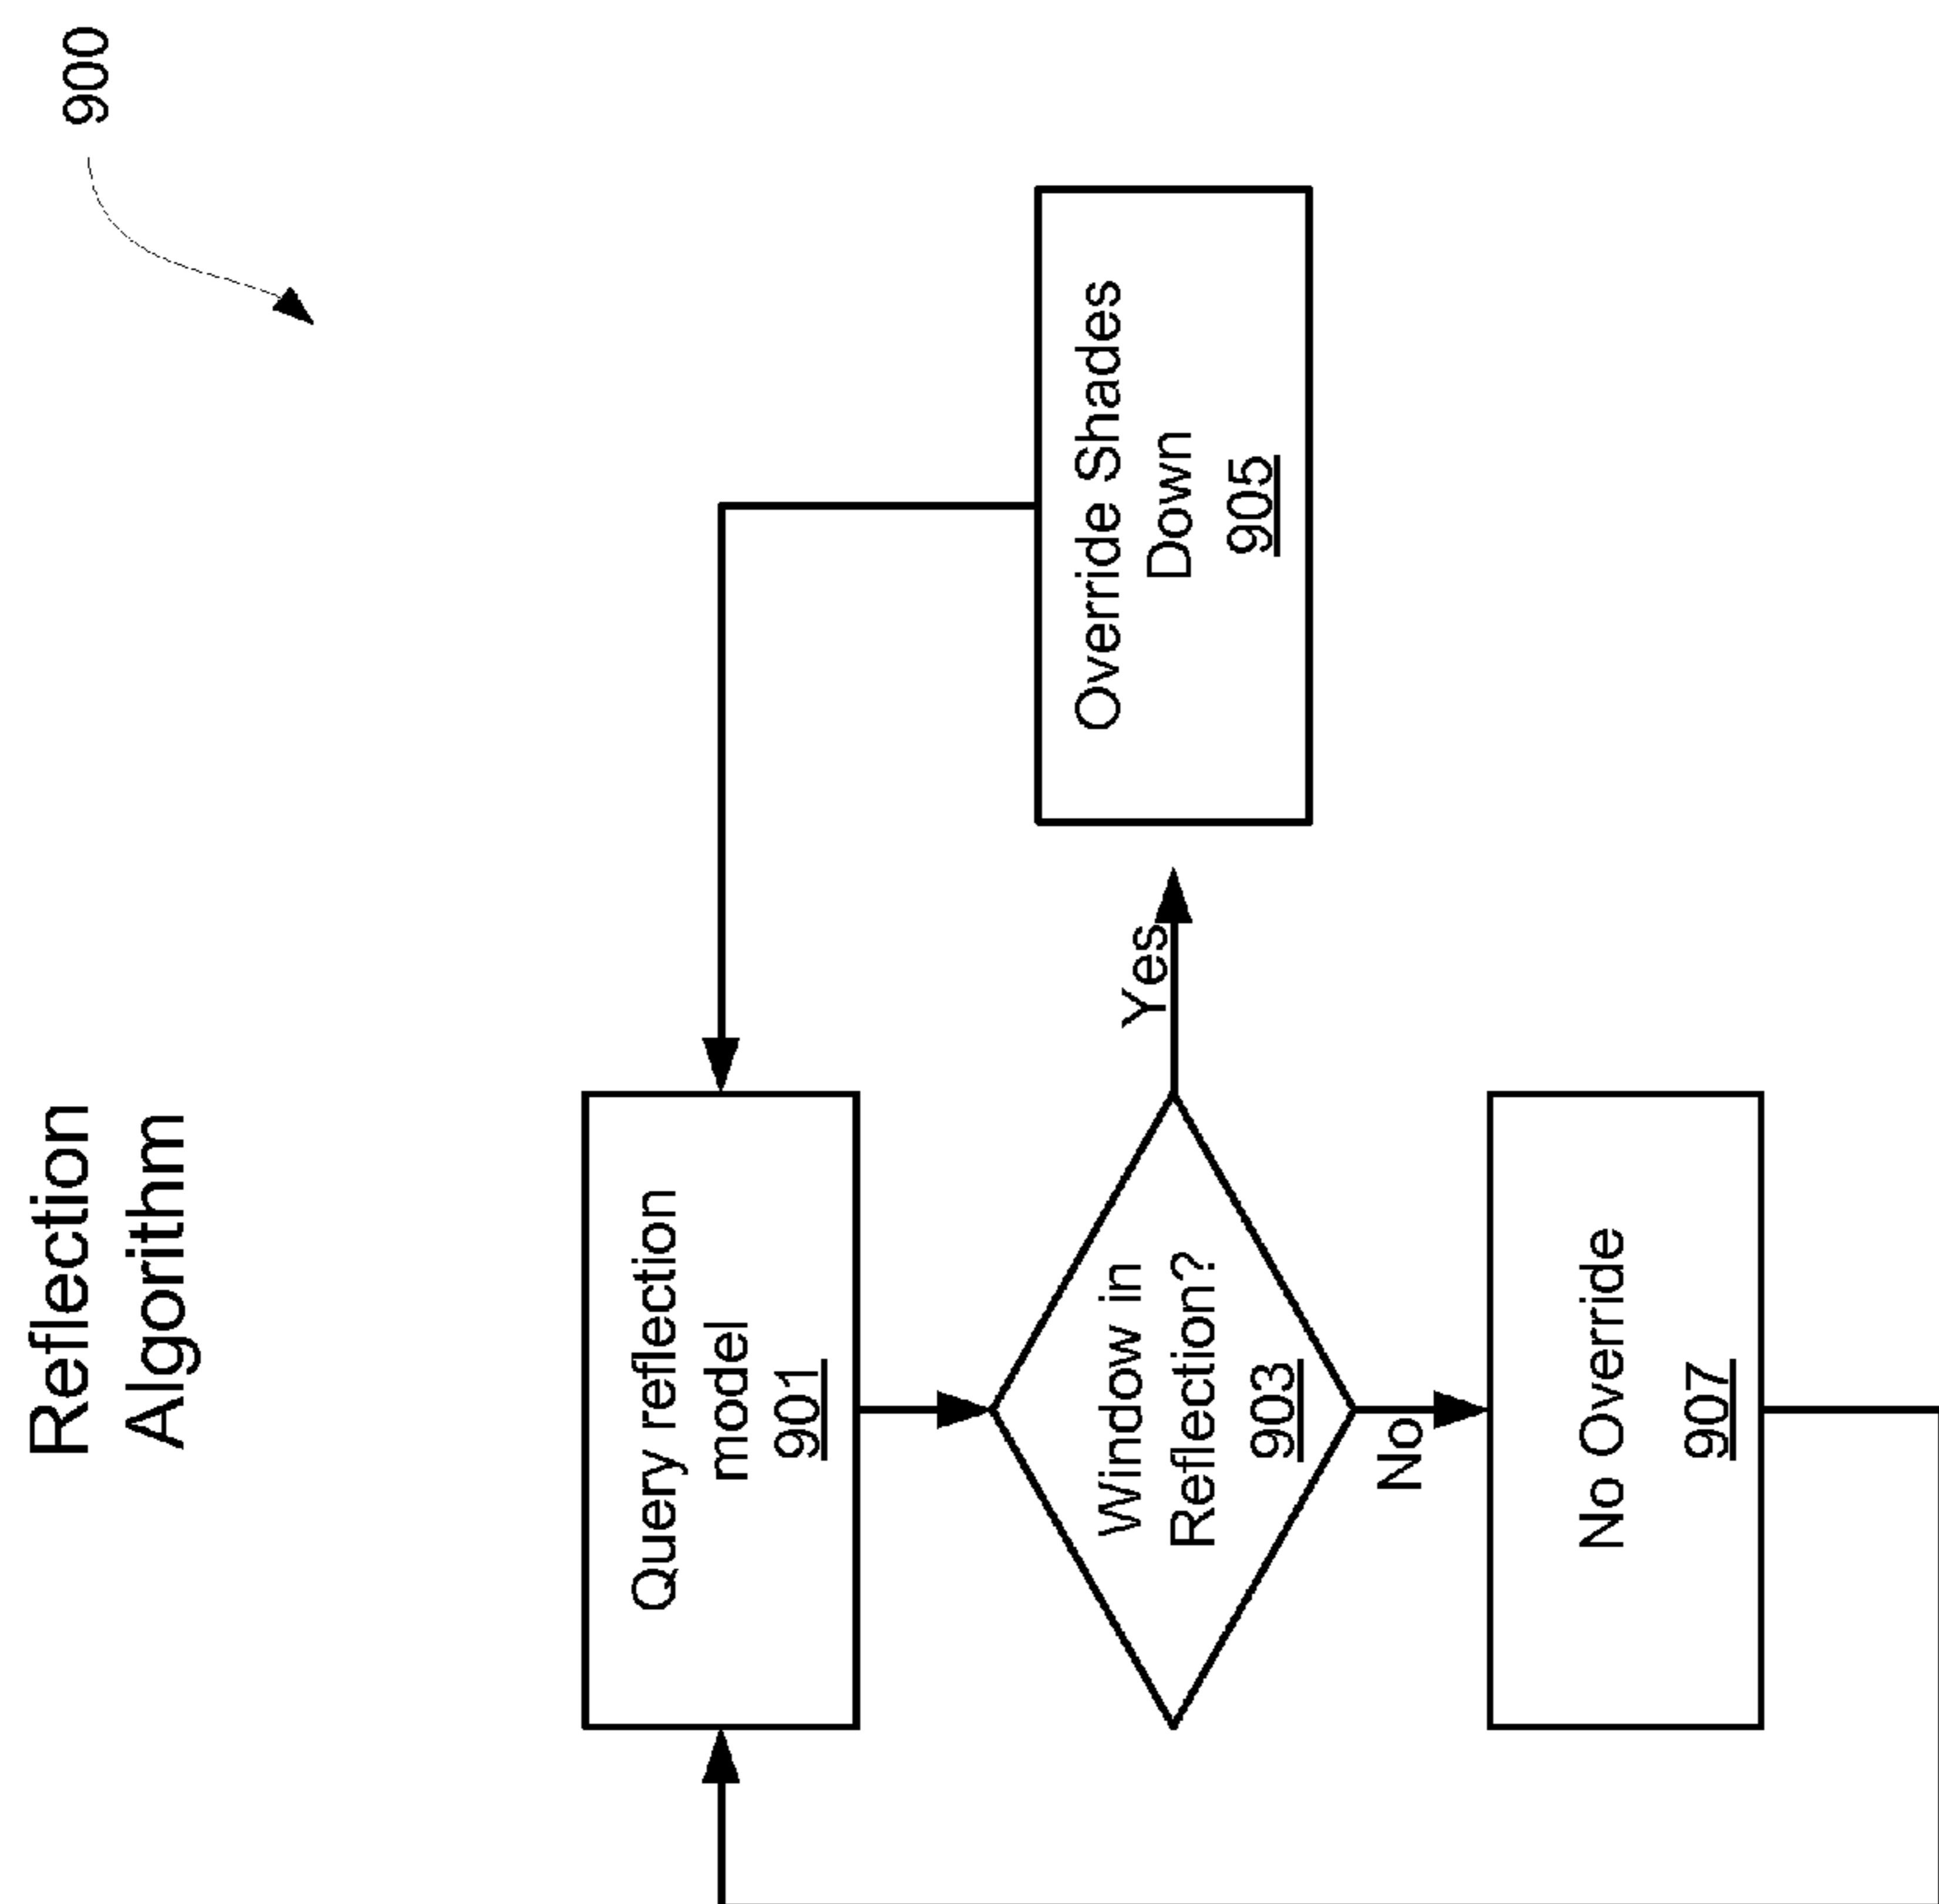 Reflection
Algorithm
900
Query reflection
model
901
Window in
Reflection?
903
Yes
Override Shades
Down
905
No
No Override
907